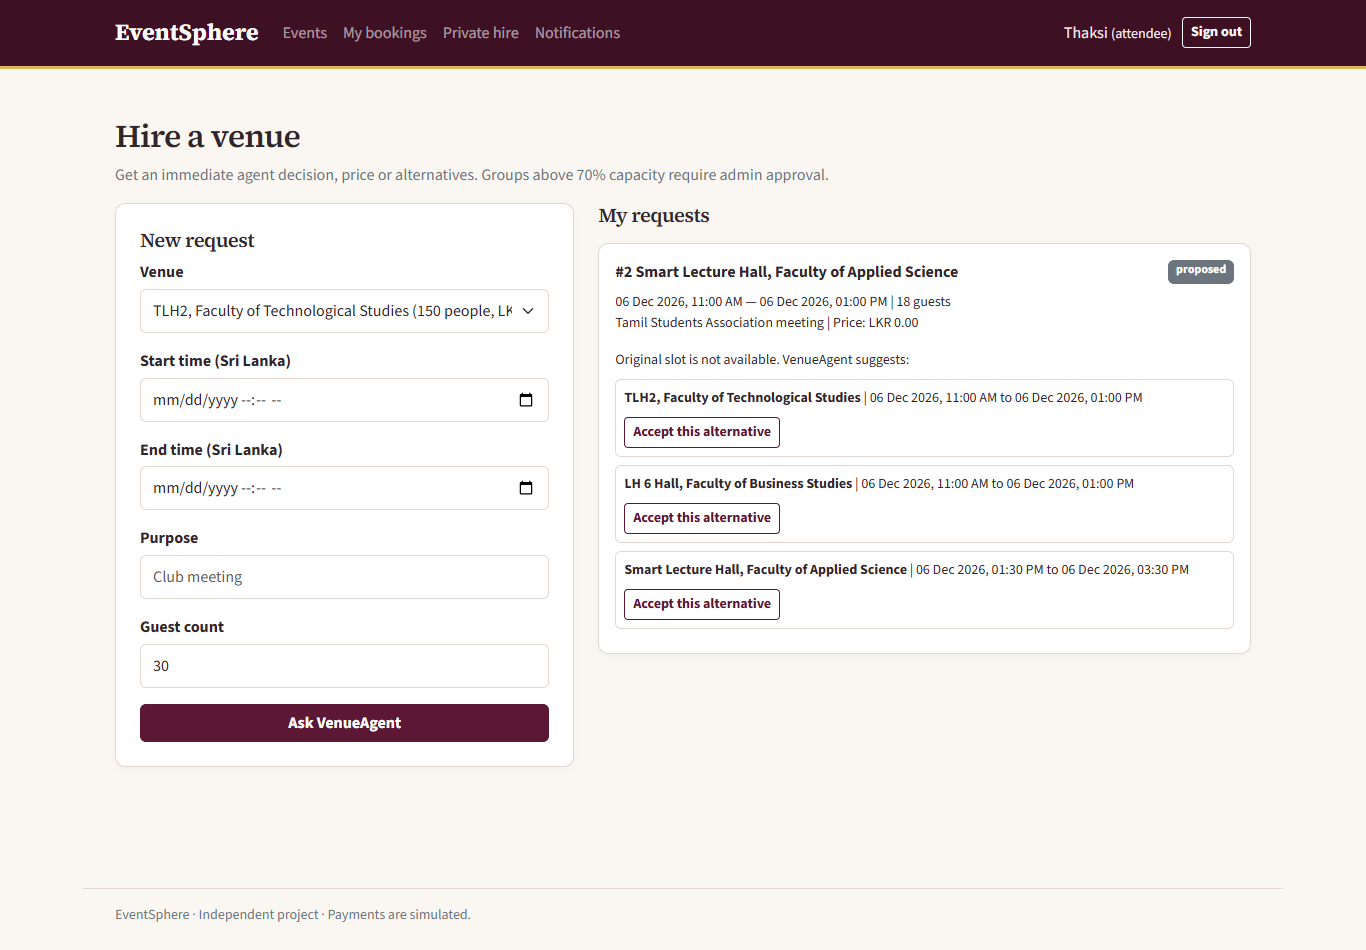 EventSphere Events My bookings Private hire Notifications Thaksi (attendee) Sign out
Hire a venue
Get an immediate agent decision, price or alternatives. Groups above 70% capacity require admin approval.
New request
Venue
TLH2, Faculty of Technological Studies (150 people, LK
Start time (Sri Lanka)
mm/dd/yyyy --:-- --
End time (Sri Lanka)
mm/dd/yyyy --:-- --
Purpose
Club meeting
Guest count
30
Ask VenueAgent
My requests
#2 Smart Lecture Hall, Faculty of Applied Science proposed
06 Dec 2026, 11:00 AM — 06 Dec 2026, 01:00 PM | 18 guests
Tamil Students Association meeting | Price: LKR 0.00
Original slot is not available. VenueAgent suggests:
TLH2, Faculty of Technological Studies | 06 Dec 2026, 11:00 AM to 06 Dec 2026, 01:00 PM
Accept this alternative
LH 6 Hall, Faculty of Business Studies | 06 Dec 2026, 11:00 AM to 06 Dec 2026, 01:00 PM
Accept this alternative
Smart Lecture Hall, Faculty of Applied Science | 06 Dec 2026, 01:30 PM to 06 Dec 2026, 03:30 PM
Accept this alternative
EventSphere · Independent project · Payments are simulated.